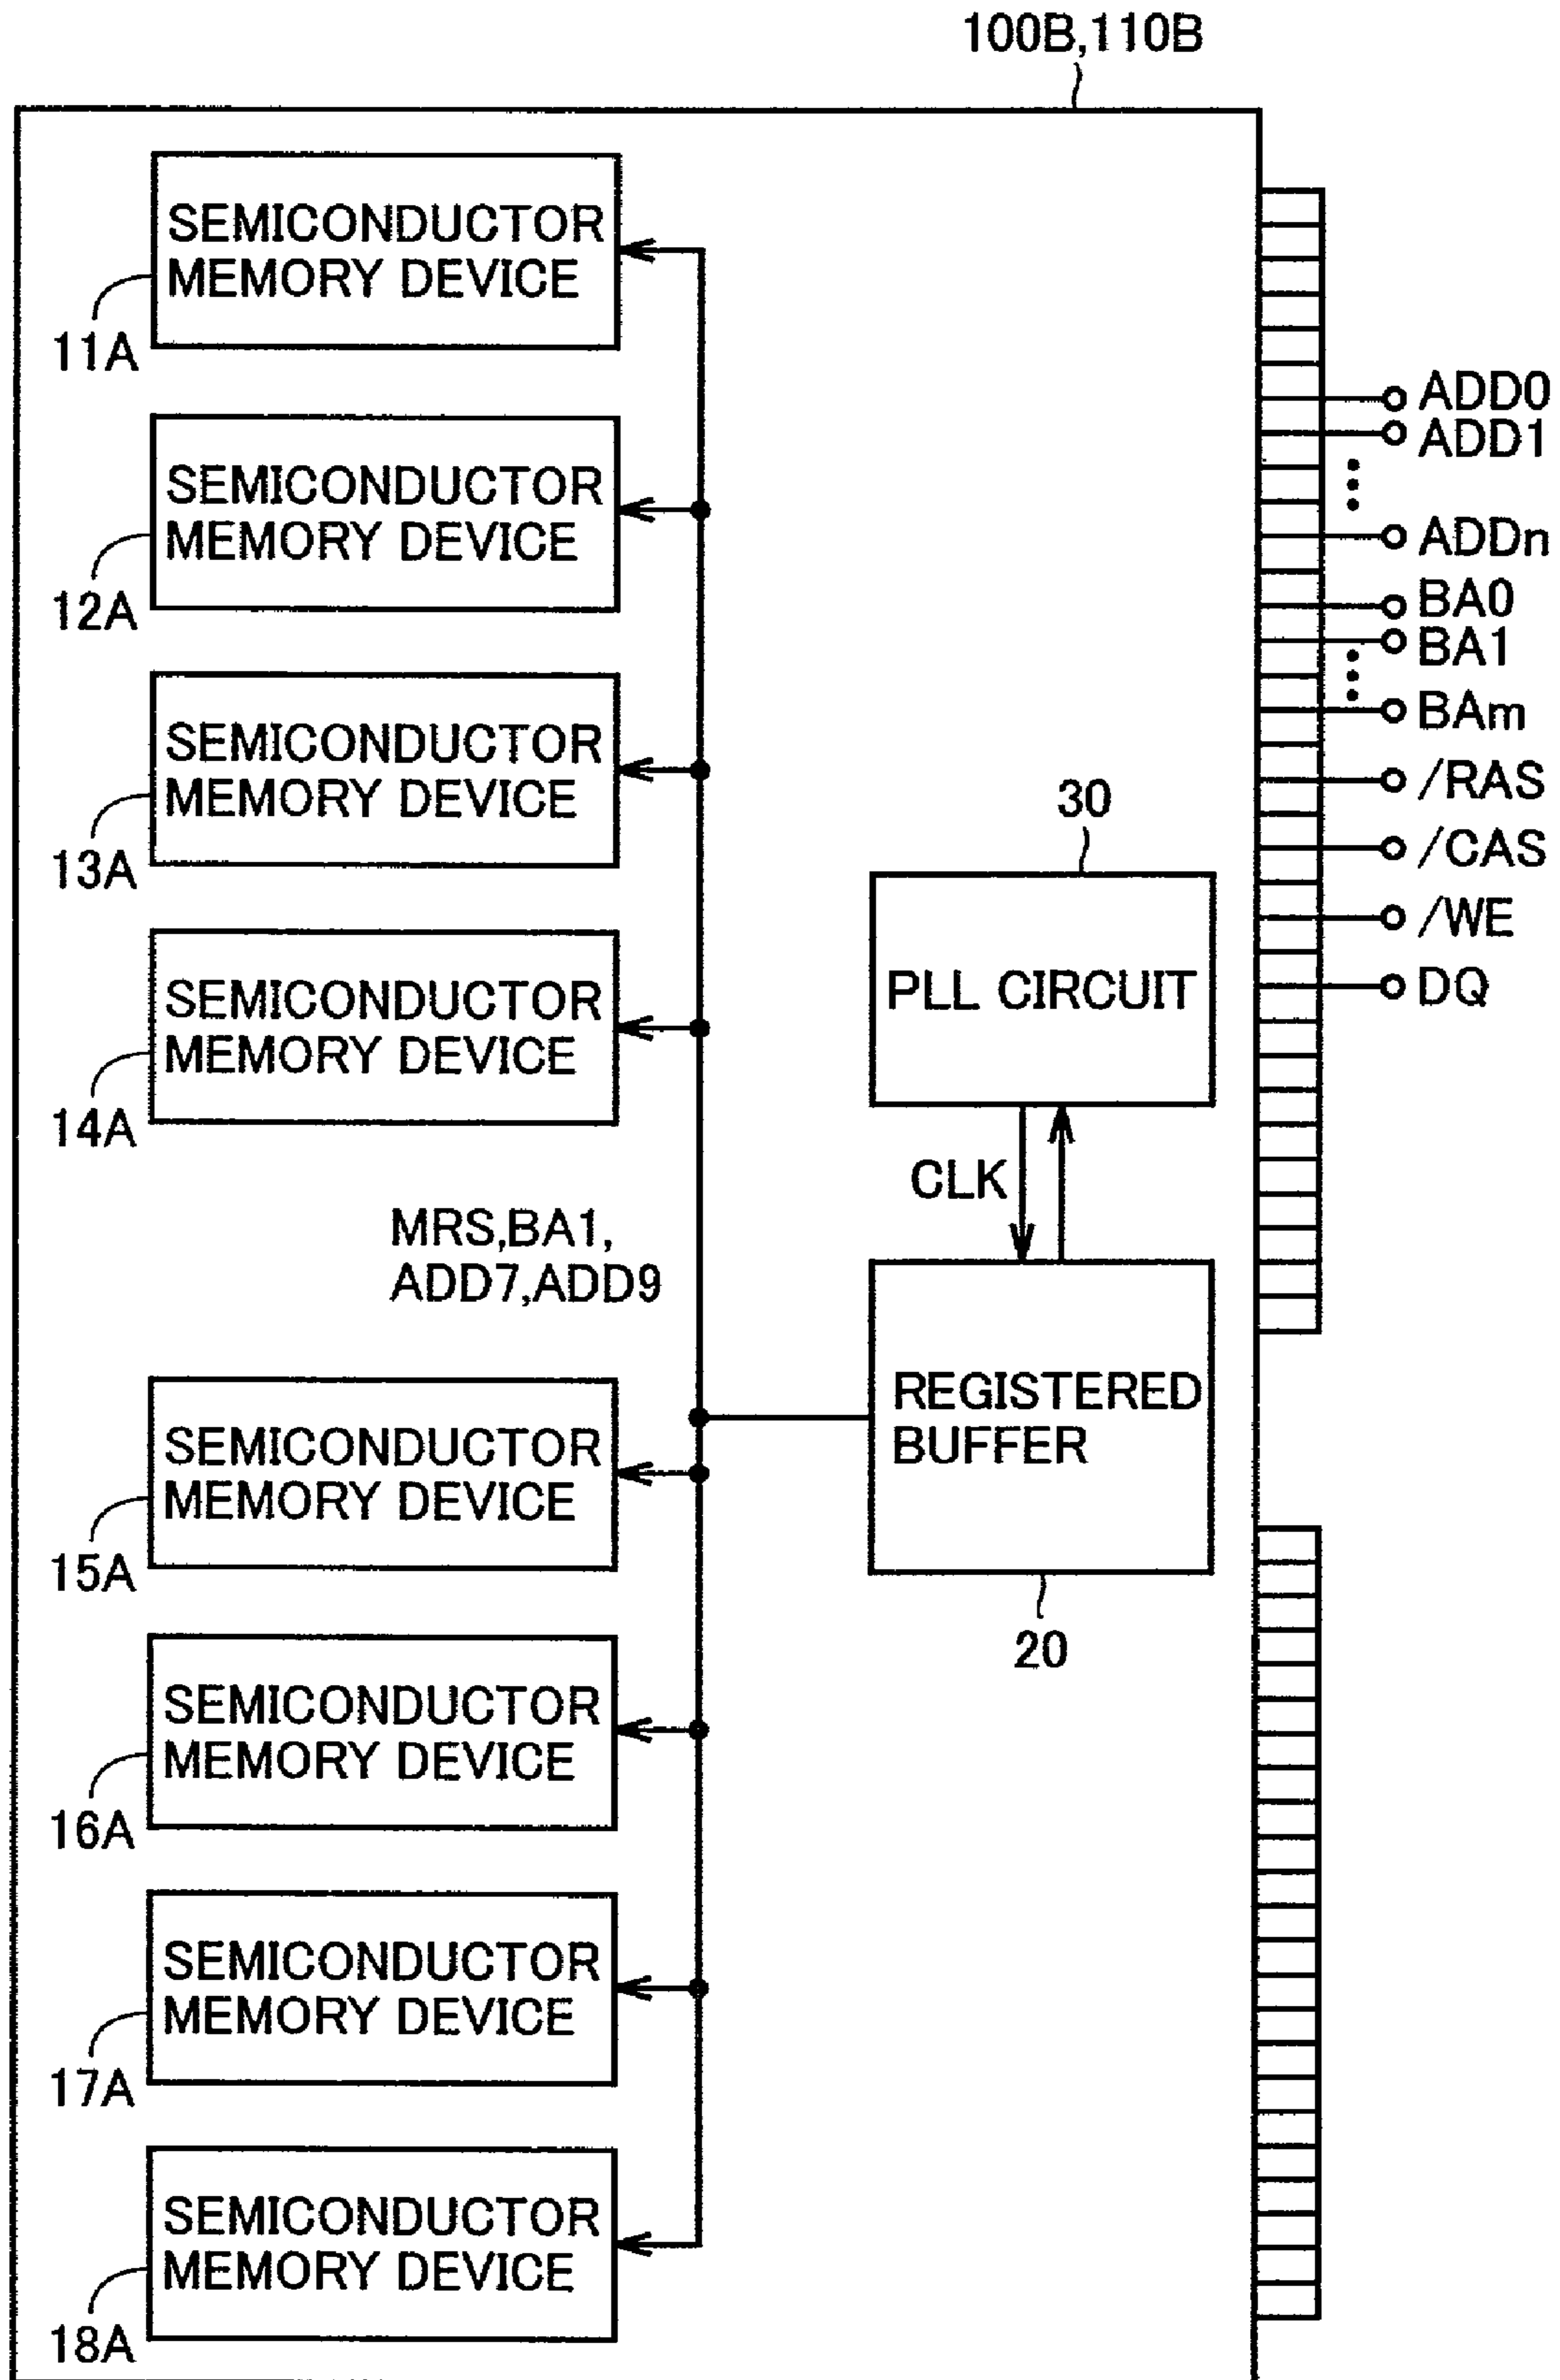 100B,110B
SEMICONDUCTOR
MEMORY DEVICE
11A
SEMICONDUCTOR
MEMORY DEVICE
12A
SEMICONDUCTOR
MEMORY DEVICE
13A
SEMICONDUCTOR
MEMORY DEVICE
14A
MRS,BA1,
ADD7,ADD9
SEMICONDUCTOR
MEMORY DEVICE
15A
SEMICONDUCTOR
MEMORY DEVICE
16A
SEMICONDUCTOR
MEMORY DEVICE
17A
SEMICONDUCTOR
MEMORY DEVICE
18A
30
PLL CIRCUIT
CLK
REGISTERED
BUFFER
20
ADD0
ADD1
ADDn
BA0
BA1
BAm
/RAS
/CAS
/WE
DQ